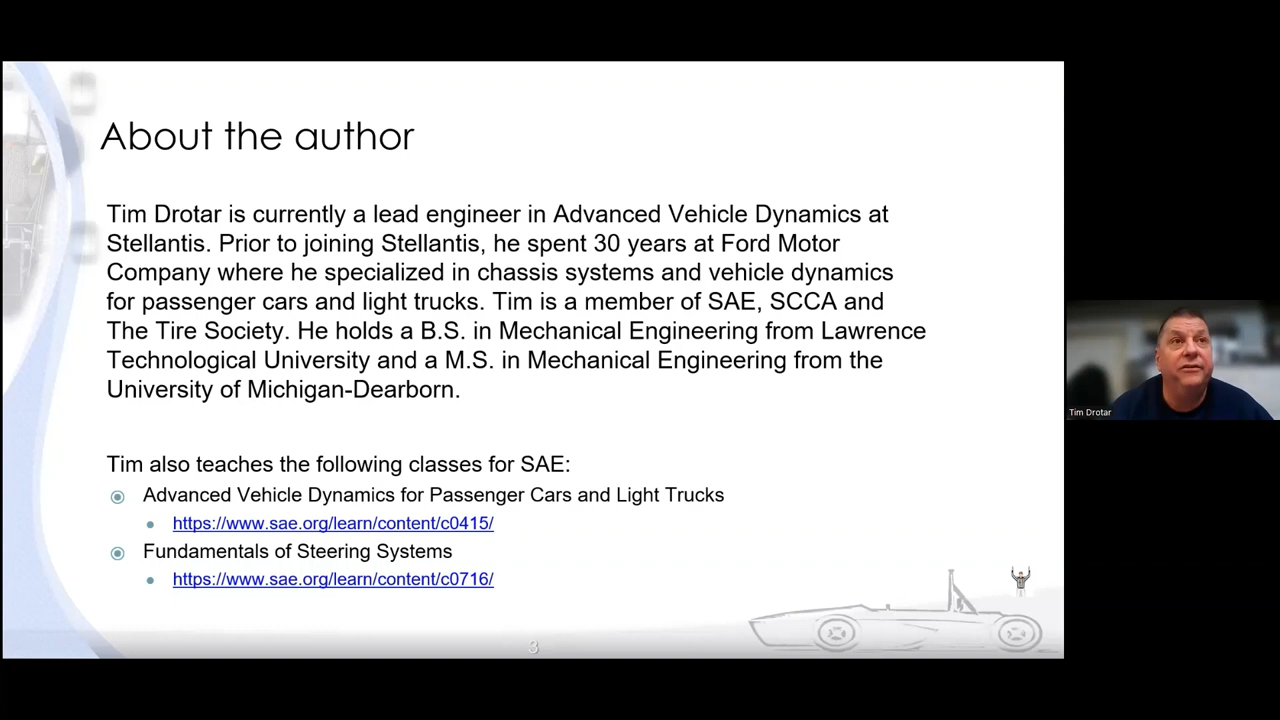 About the author
Tim Drotar is currently a lead engineer in Advanced Vehicle Dynamics at
Stellantis. Prior to joining Stellantis, he spent 30 years at Ford Motor
Company where he specialized in chassis systems and vehicle dynamics
for passenger cars and light trucks. Tim is a member of SAE, SCCA and
The Tire Society. He holds a B.S. in Mechanical Engineering from Lawrence
Technological University and a M.S. in Mechanical Engineering from the
University of Michigan-Dearborn.
Tim also teaches the following classes for SAE:
Advanced Vehicle Dynamics for Passenger Cars and Light Trucks
https://www.sae.org/learn/content/c0415/
Fundamentals of Steering Systems
https://www.sae.org/learn/content/c0716/
3
Tim Drotar